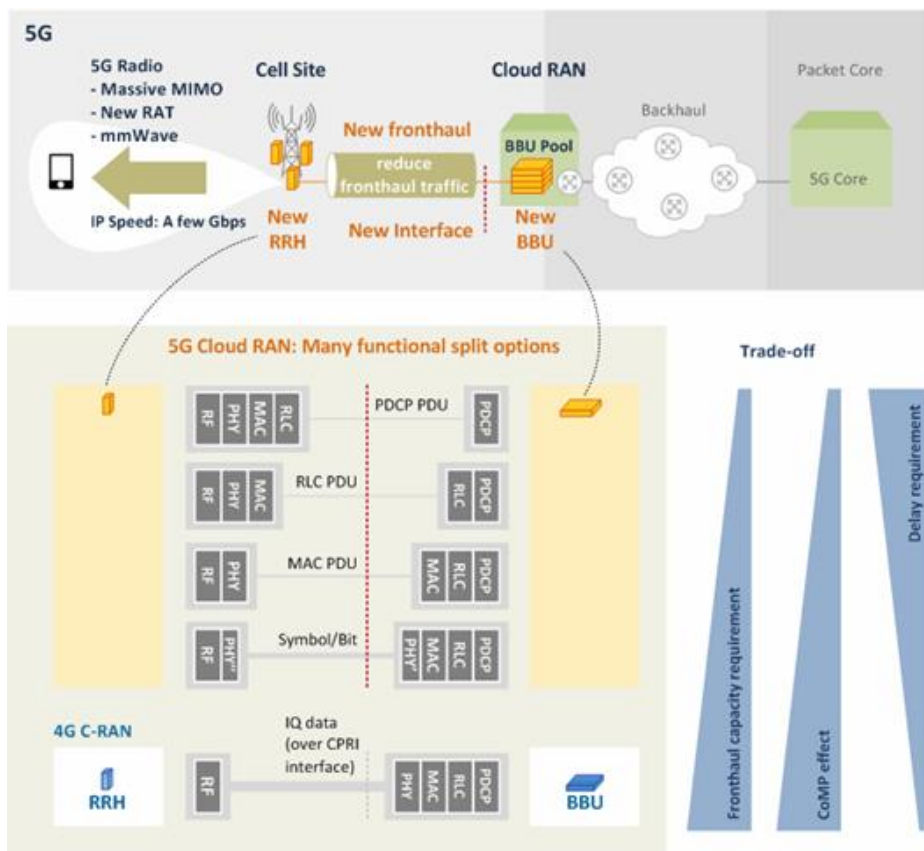 5G
5G Radio
- Massive MIMO
- New RAT
- mmWave
IP Speed: A few Gbps
Cell Site
New RRH
New fronthaul
reduce
fronthaul traffic
New Interface
Cloud RAN
BBU Pool
New
BBU
Backhaul
Packet Core
5G Core
5G Cloud RAN: Many functional split options
RF PHY MAC RLC PDCP PDU PDCP
RF PHY MAC RLC PDU RLC PDCP
RF PHY MAC PDU MAC RLC PDCP
RF PHY'' Symbol/Bit PHY' MAC RLC PDCP
4G C-RAN
RRH
RF
IQ data
(over CPRI
interface)
PHY MAC RLC PDCP
BBU
Trade-off
Fronthaul capacity requirement
CoMP effect
Delay requirement